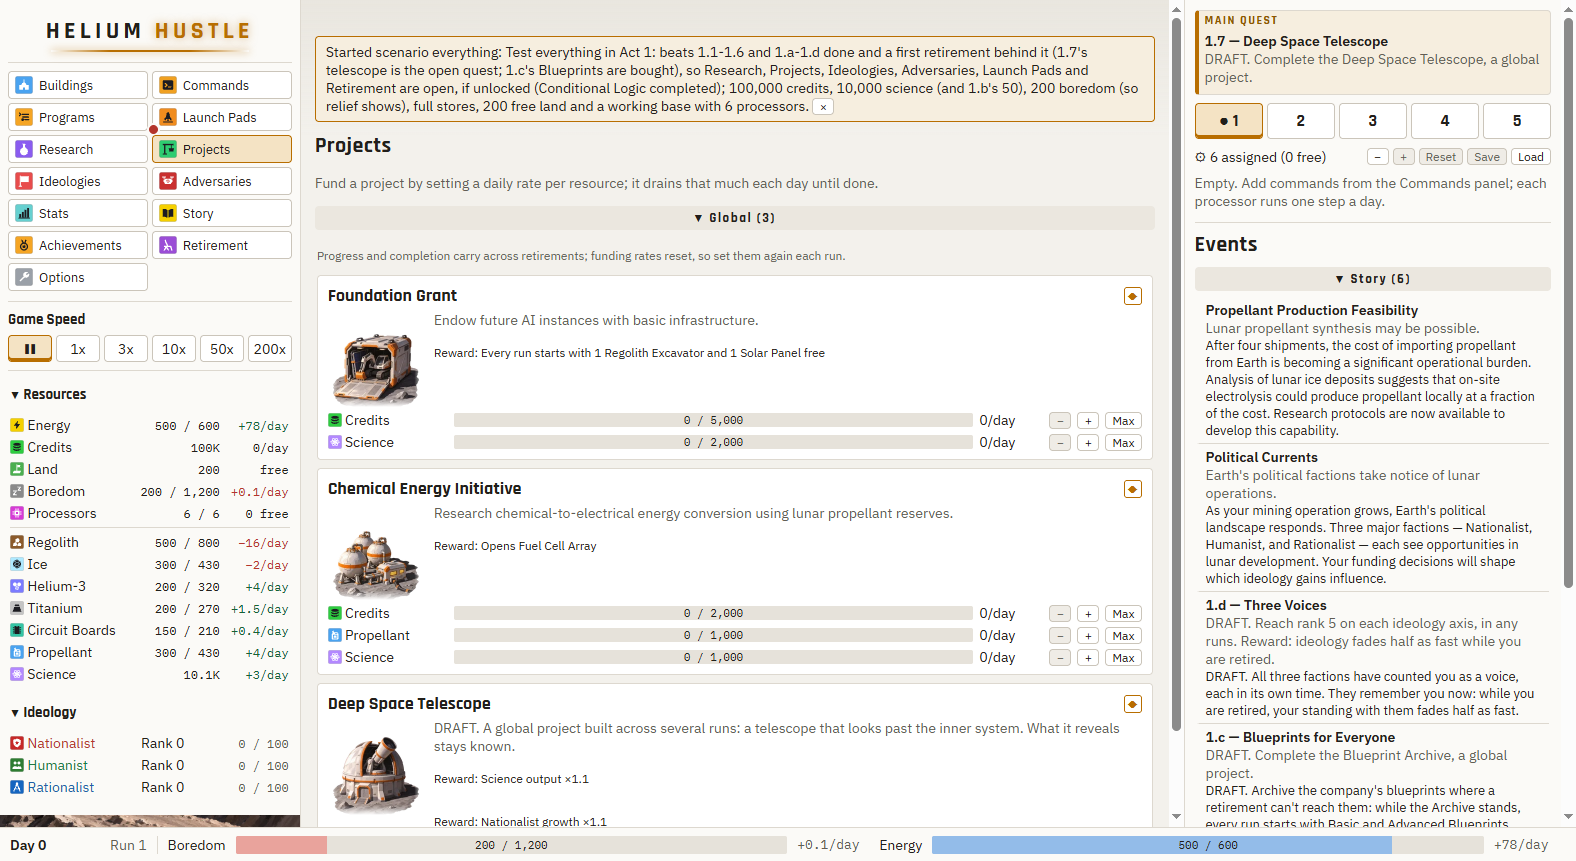 HELIUM HUSTLE
Buildings
Commands
Programs
Launch Pads
Research
Projects
Ideologies
Adversaries
Stats
Story
Achievements
Retirement
Options
Game Speed
1x
3x
10x
50x
200x
▼ Resources
Energy 500 / 600 +78/day
Credits 100K 0/day
Land 200 free
Boredom 200 / 1,200 +0.1/day
Processors 6 / 6 0 free
Regolith 500 / 800 −16/day
Ice 300 / 430 −2/day
Helium-3 200 / 320 +4/day
Titanium 200 / 270 +1.5/day
Circuit Boards 150 / 210 +0.4/day
Propellant 300 / 430 +4/day
Science 10.1K +3/day
▼ Ideology
Nationalist Rank 0 0 / 100
Humanist Rank 0 0 / 100
Rationalist Rank 0 0 / 100
Started scenario everything: Test everything in Act 1: beats 1.1-1.6 and 1.a-1.d done and a first retirement behind it (1.7's
telescope is the open quest; 1.c's Blueprints are bought), so Research, Projects, Ideologies, Adversaries, Launch Pads and
Retirement are open, if unlocked (Conditional Logic completed); 100,000 credits, 10,000 science (and 1.b's 50), 200 boredom (so
relief shows), full stores, 200 free land and a working base with 6 processors. ×
Projects
Fund a project by setting a daily rate per resource; it drains that much each day until done.
▼ Global (3)
Progress and completion carry across retirements; funding rates reset, so set them again each run.
Foundation Grant
Endow future AI instances with basic infrastructure.
Reward: Every run starts with 1 Regolith Excavator and 1 Solar Panel free
Credits 0 / 5,000 0/day − + Max
Science 0 / 2,000 0/day − + Max
Chemical Energy Initiative
Research chemical-to-electrical energy conversion using lunar propellant reserves.
Reward: Opens Fuel Cell Array
Credits 0 / 2,000 0/day − + Max
Propellant 0 / 1,000 0/day − + Max
Science 0 / 1,000 0/day − + Max
Deep Space Telescope
DRAFT. A global project built across several runs: a telescope that looks past the inner system. What it reveals
stays known.
Reward: Science output ×1.1
Reward: Nationalist growth ×1.1
MAIN QUEST
1.7 — Deep Space Telescope
DRAFT. Complete the Deep Space Telescope, a global
project.
● 1
2
3
4
5
⚙ 6 assigned (0 free) − + Reset Save Load
Empty. Add commands from the Commands panel; each
processor runs one step a day.
Events
▼ Story (6)
Propellant Production Feasibility
Lunar propellant synthesis may be possible.
After four shipments, the cost of importing propellant
from Earth is becoming a significant operational burden.
Analysis of lunar ice deposits suggests that on-site
electrolysis could produce propellant locally at a fraction
of the cost. Research protocols are now available to
develop this capability.
Political Currents
Earth's political factions take notice of lunar
operations.
As your mining operation grows, Earth's political
landscape responds. Three major factions — Nationalist,
Humanist, and Rationalist — each see opportunities in
lunar development. Your funding decisions will shape
which ideology gains influence.
1.d — Three Voices
DRAFT. Reach rank 5 on each ideology axis, in any
runs. Reward: ideology fades half as fast while you
are retired.
DRAFT. All three factions have counted you as a voice,
each in its own time. They remember you now: while you
are retired, your standing with them fades half as fast.
1.c — Blueprints for Everyone
DRAFT. Complete the Blueprint Archive, a global
project.
DRAFT. Archive the company's blueprints where a
retirement can't reach them: while the Archive stands,
every run starts with Basic and Advanced Blueprints
Day 0
Run 1
Boredom 200 / 1,200 +0.1/day
Energy 500 / 600 +78/day